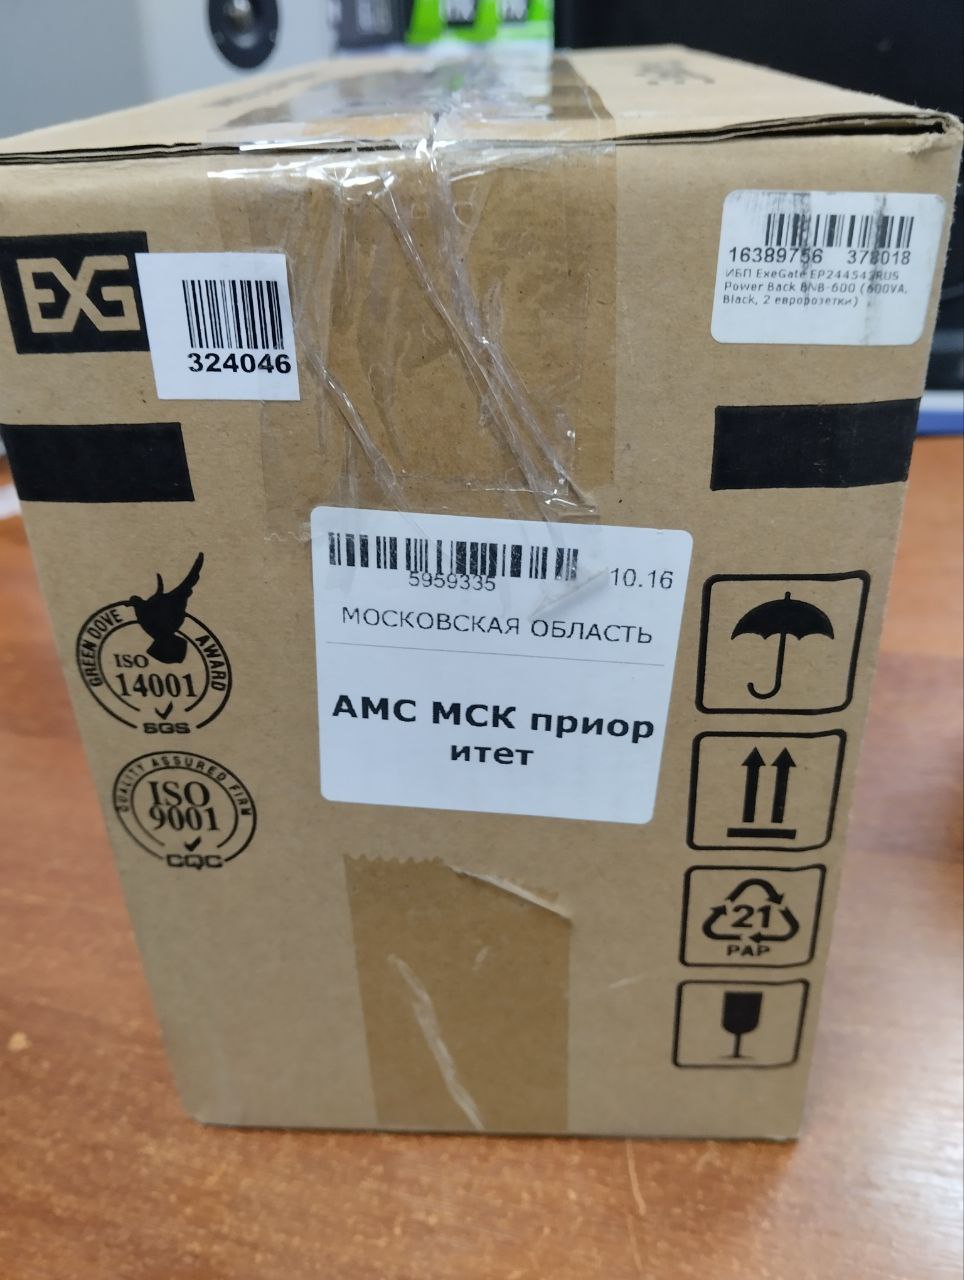 EXG
324046
16389756 378018
ИБП ExeGate EP244542RUS
Power Back BNB-600 (600VA,
Black, 2 евророзетки)
5959335 10.16
МОСКОВСКАЯ ОБЛАСТЬ
АМС МСК приор
итет
GREEN DOVE AWARD
ISO
14001
SGS
QUALITY ASSURED FIRM
ISO
9001
CQC
21
PAP